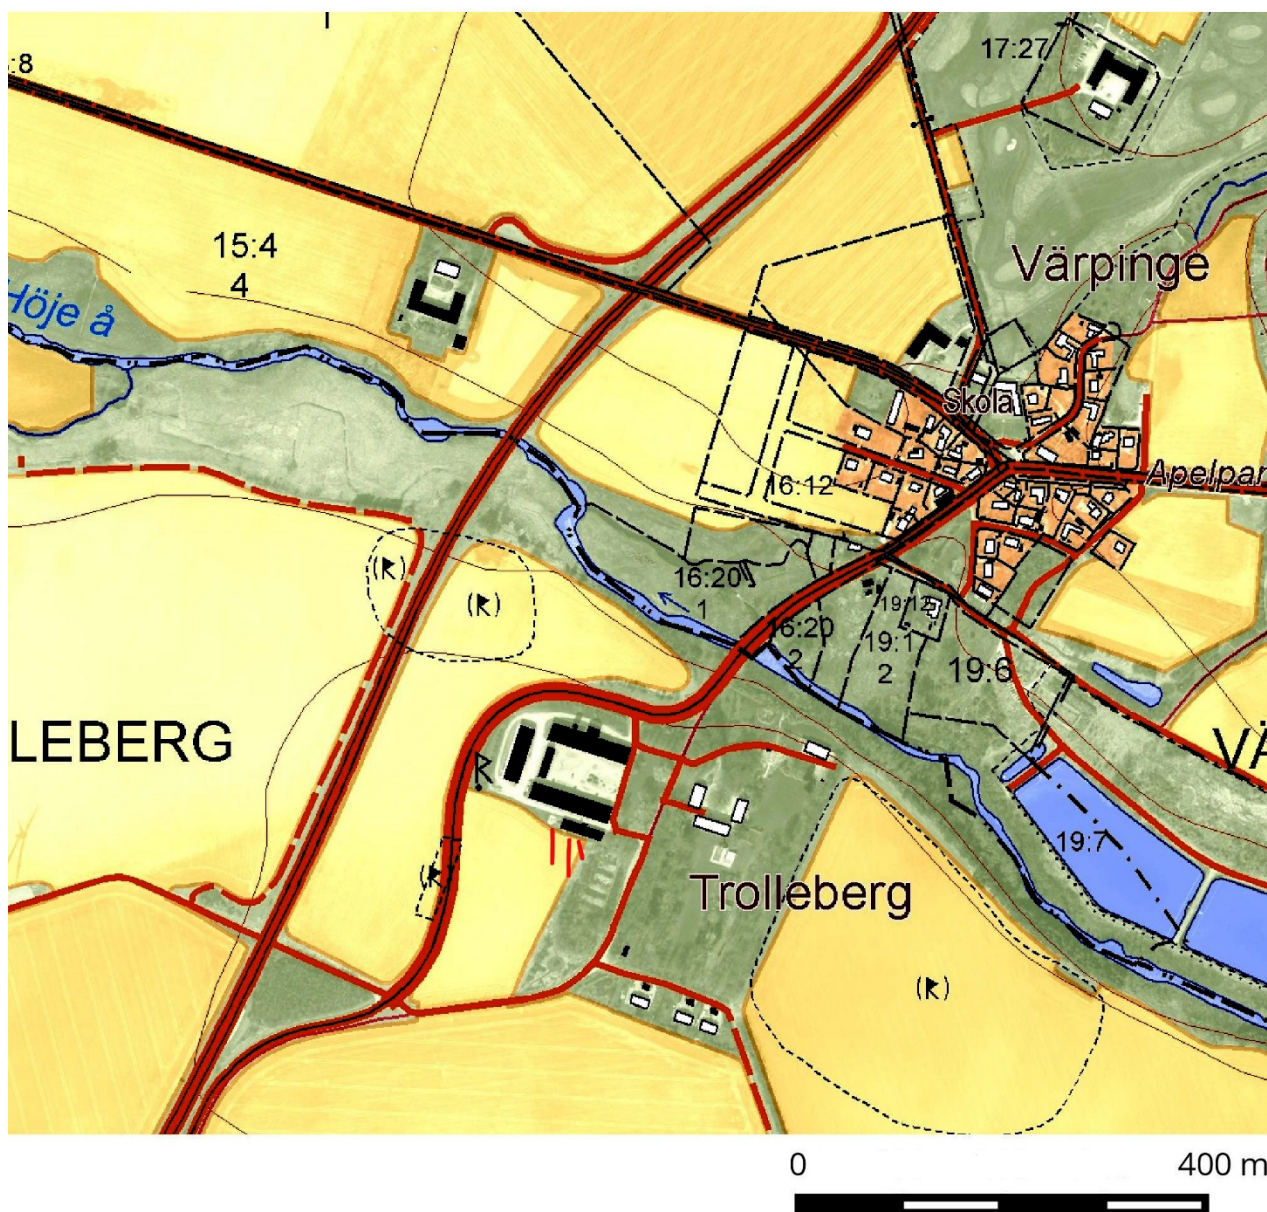 :8
17:27
15:4
4
Värpinge
Höje å
Skola
Apelpar
16:12
(R)
(R)
16:20
1
19:12
16:20
2
19:1
2
19:6
LEBERG
VÄ
R
19:7
(R)
Trolleberg
(R)
0 400 m